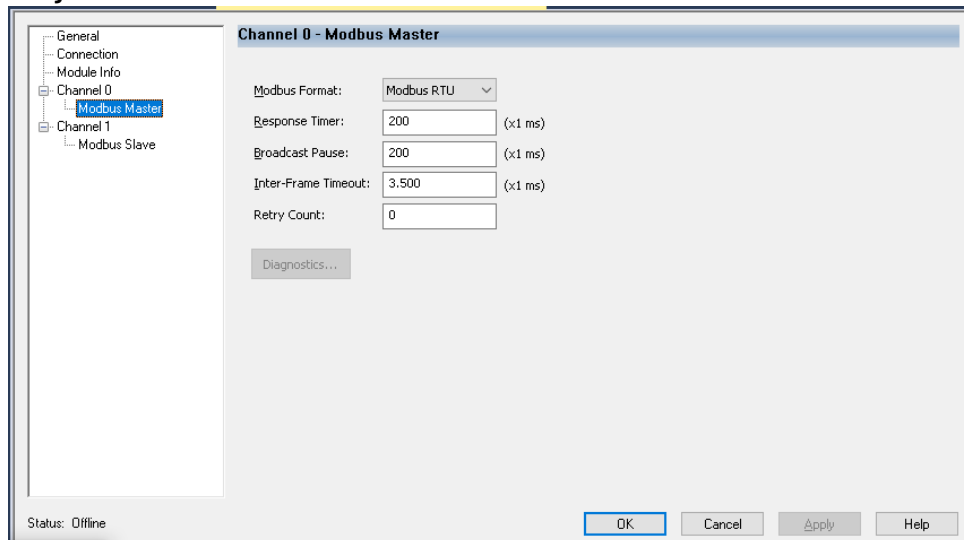 General
Connection
Module Info
Channel 0
Modbus Master
Channel 1
Modbus Slave
Channel 0 - Modbus Master
Modbus Format: Modbus RTU
Response Timer: 200 (x1 ms)
Broadcast Pause: 200 (x1 ms)
Inter-Frame Timeout: 3.500 (x1 ms)
Retry Count: 0
Diagnostics...
Status: Offline
OK Cancel Apply Help